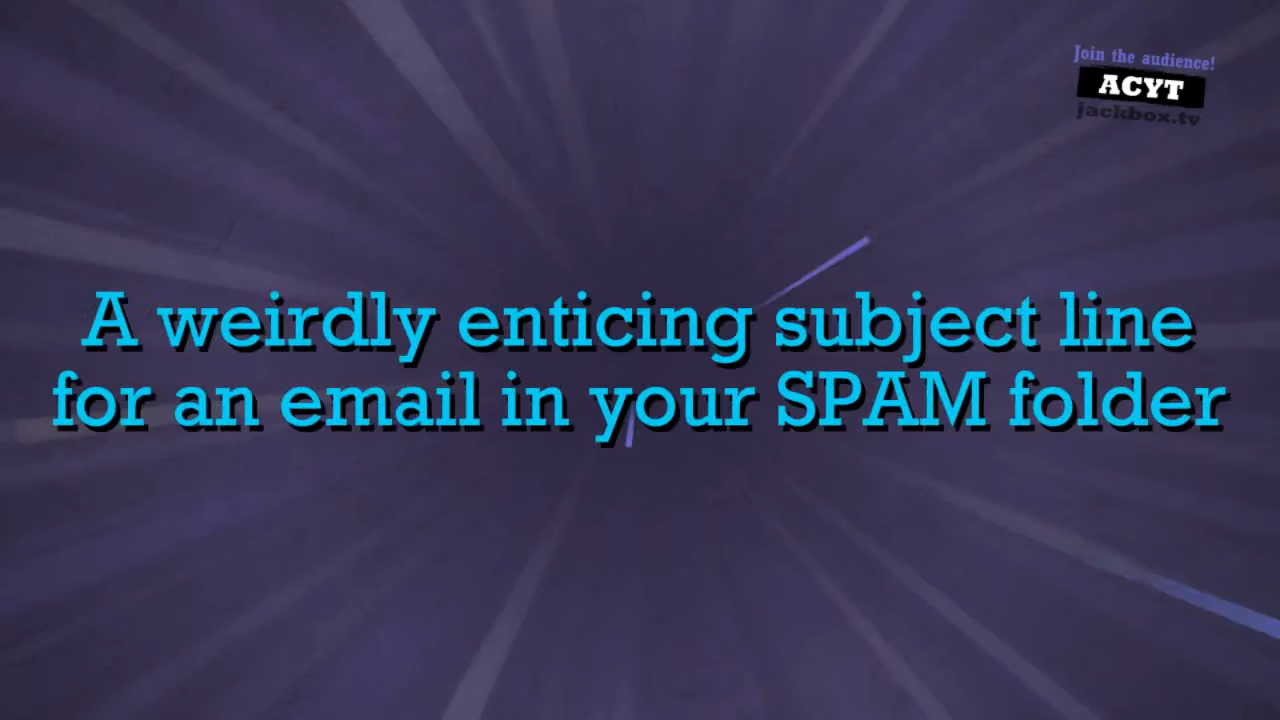 Join the audience!
ACYT
jackbox.tv
A weirdly enticing subject line
for an email in your SPAM folder